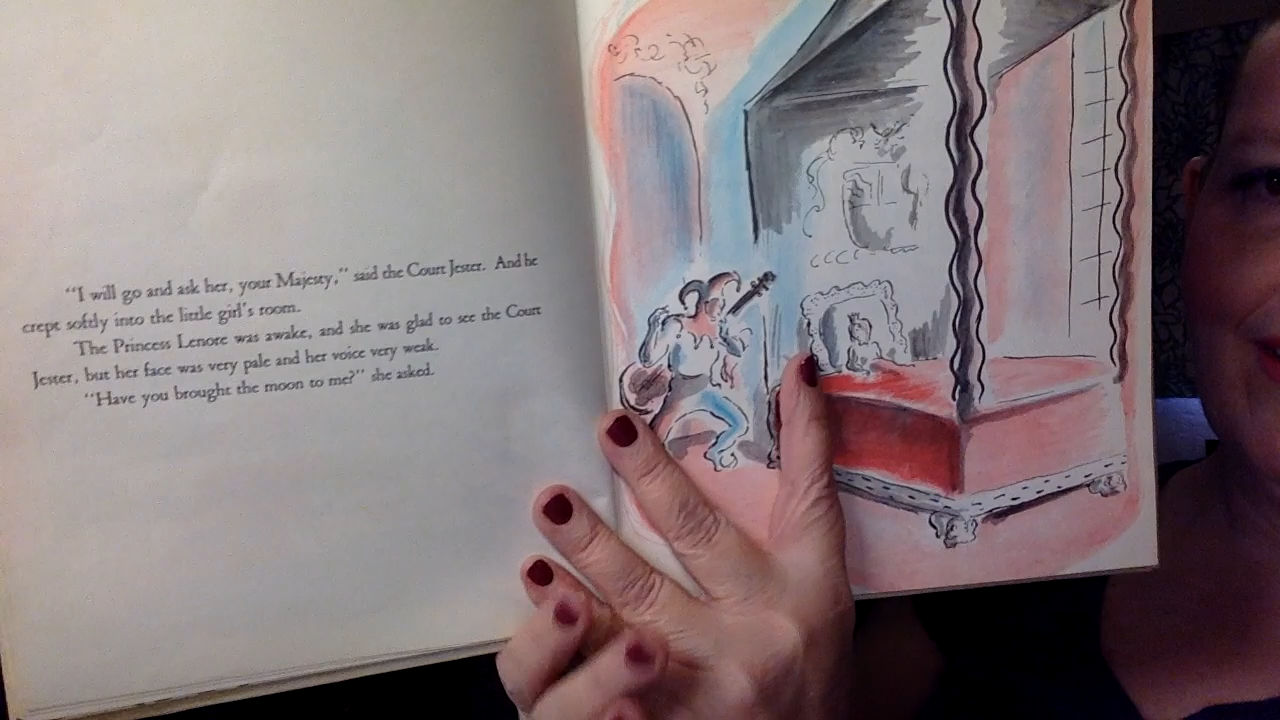 “I will go and ask her, your Majesty,” said the Court Jester. And he
crept softly into the little girl’s room.
The Princess Lenore was awake, and she was glad to see the Court
Jester, but her face was very pale and her voice very weak.
“Have you brought the moon to me?” she asked.